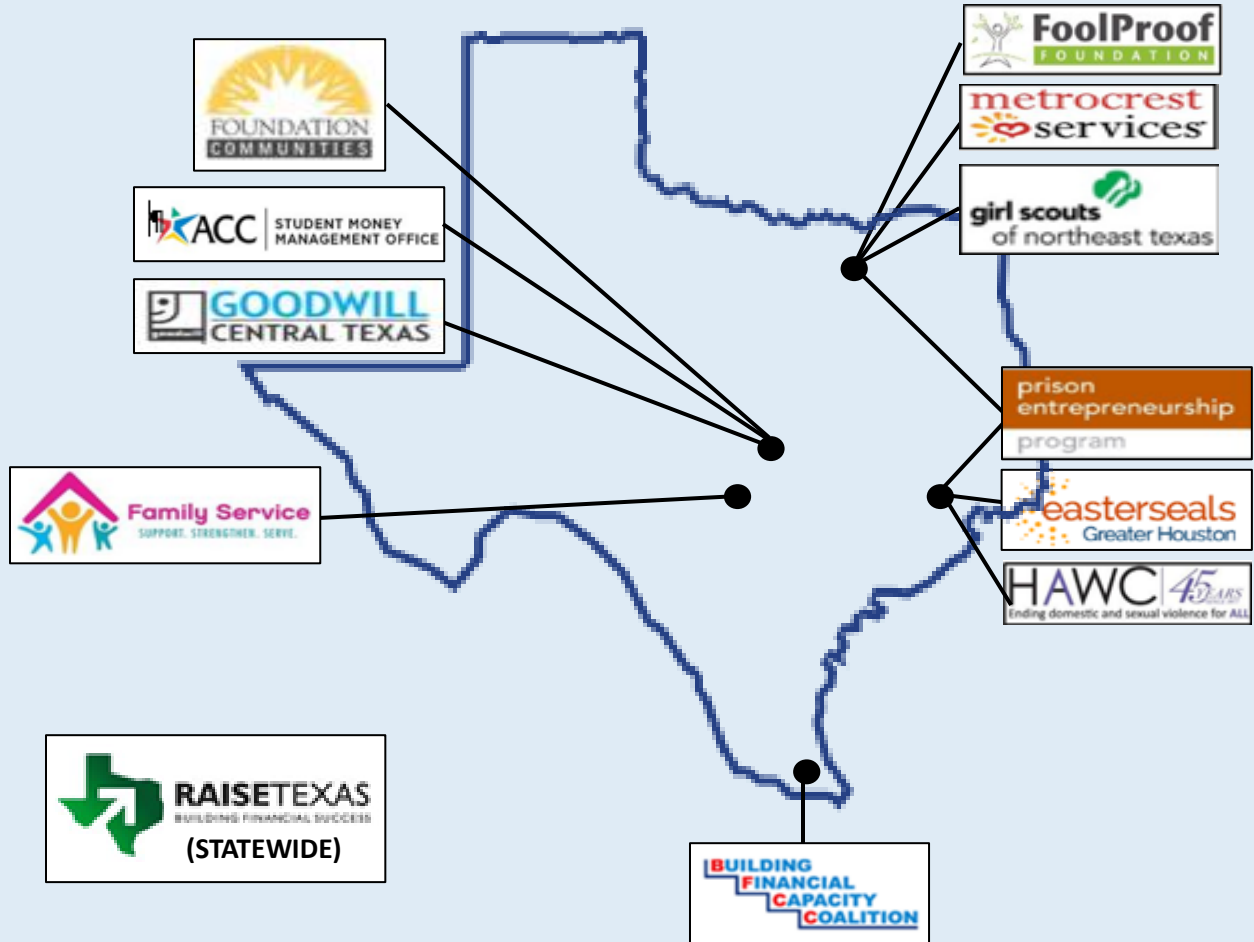 FOUNDATION
COMMUNITIES
ACC STUDENT MONEY
MANAGEMENT OFFICE
GOODWILL
CENTRAL TEXAS
Family Service
SUPPORT. STRENGTHEN. SERVE.
RAISETEXAS
BUILDING FINANCIAL SUCCESS
(STATEWIDE)
FoolProof
FOUNDATION
metrocrest
services
girl scouts
of northeast texas
prison
entrepreneurship
program
easterseals
Greater Houston
HAWC 45 YEARS
Ending domestic and sexual violence for ALL
BUILDING
FINANCIAL
CAPACITY
COALITION